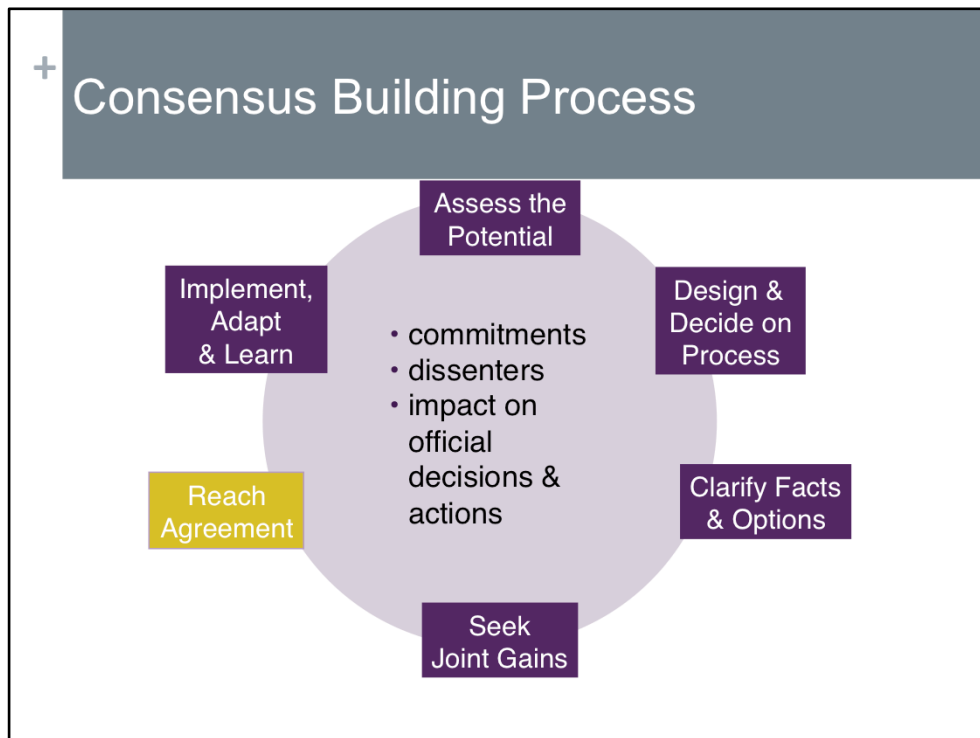 +
Consensus Building Process
Assess the
Potential
Design &
Decide on
Process
Clarify Facts
& Options
Seek
Joint Gains
Reach
Agreement
Implement,
Adapt
& Learn
• commitments
• dissenters
• impact on
official
decisions &
actions